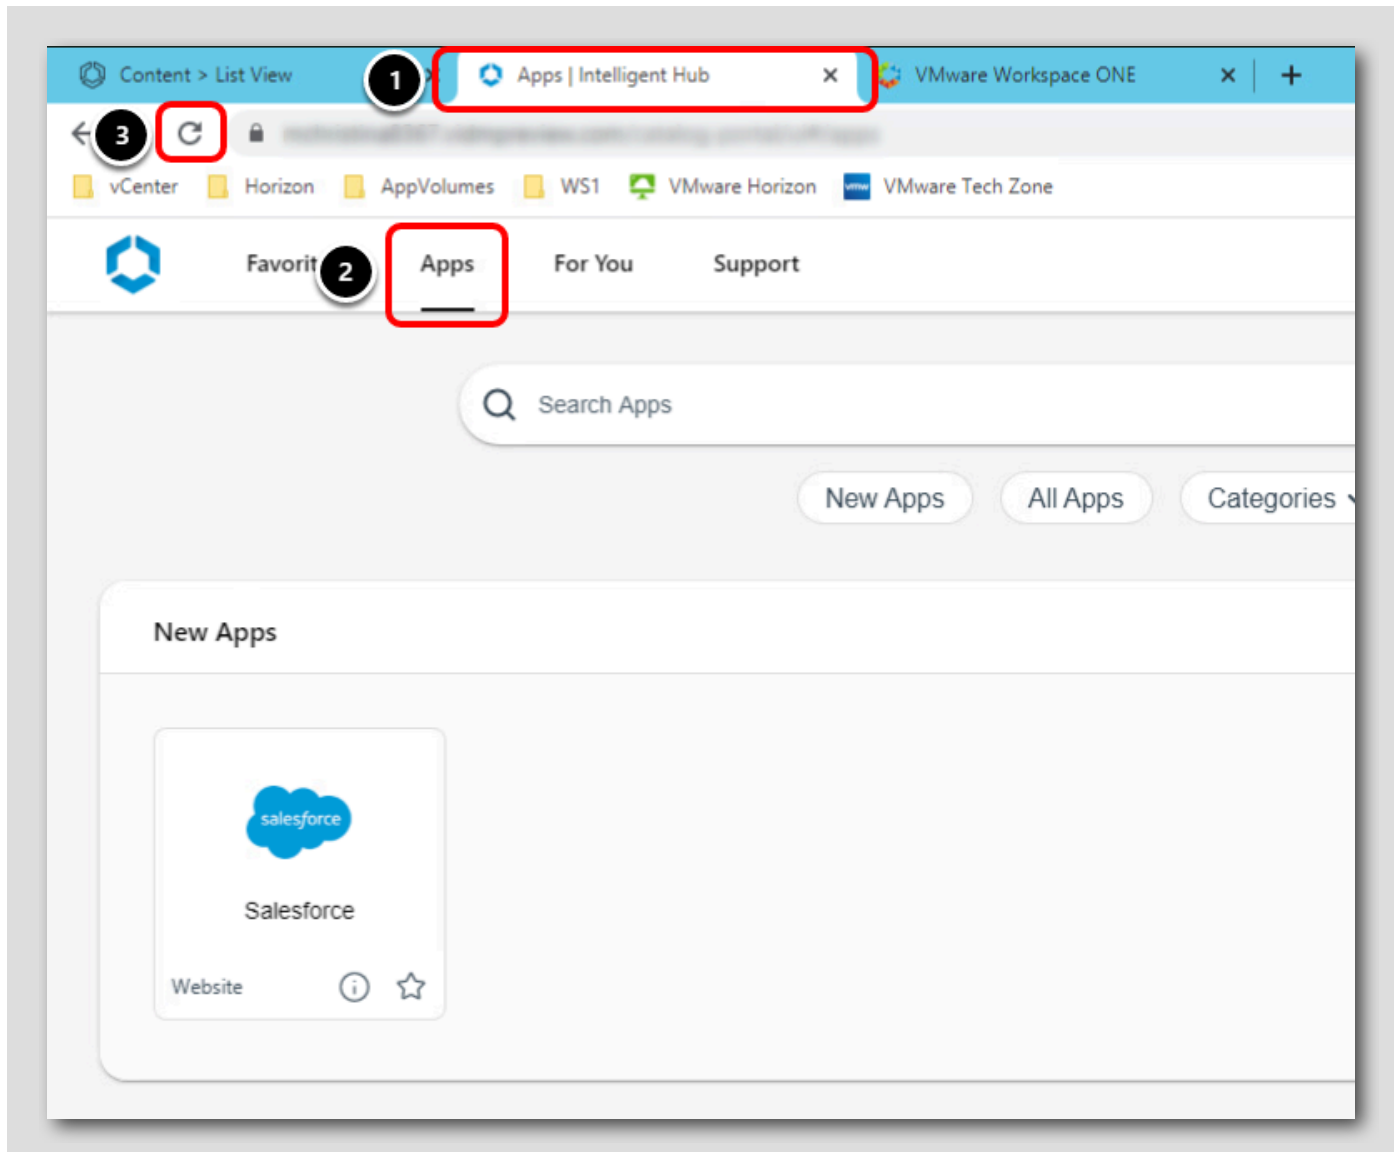 Content > List View
1
Apps | Intelligent Hub
VMware Workspace ONE
3
vCenter
Horizon
AppVolumes
WS1
VMware Horizon
vmw
VMware Tech Zone
Favorit
2
Apps
For You
Support
Search Apps
New Apps
All Apps
Categories
New Apps
salesforce
Salesforce
Website